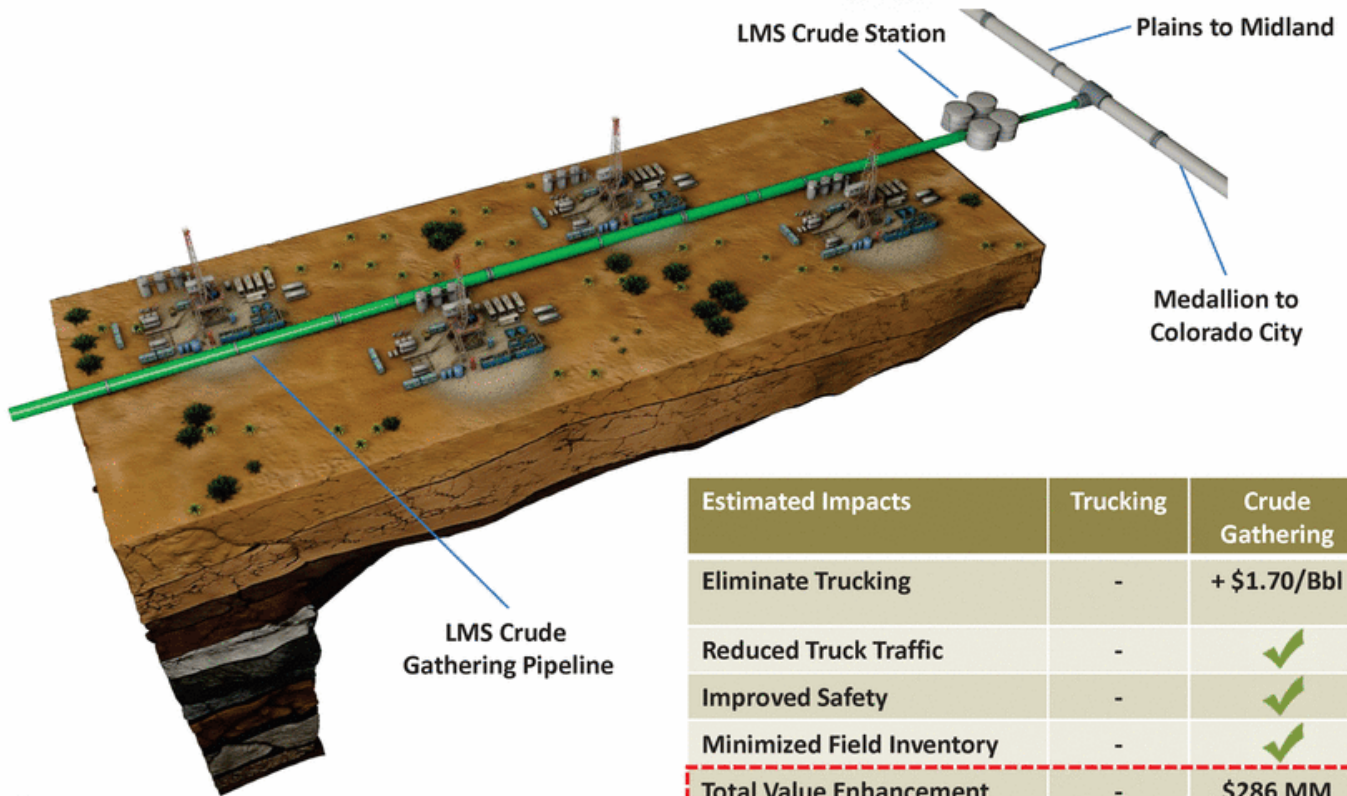 LMS Crude Station
Plains to Midland
Medallion to
Colorado City
LMS Crude
Gathering Pipeline
Estimated Impacts Trucking Crude
Gathering
Eliminate Trucking - + $1.70/Bbl
Reduced Truck Traffic - ✓
Improved Safety - ✓
Minimized Field Inventory - ✓
Total Value Enhancement - $286 MM